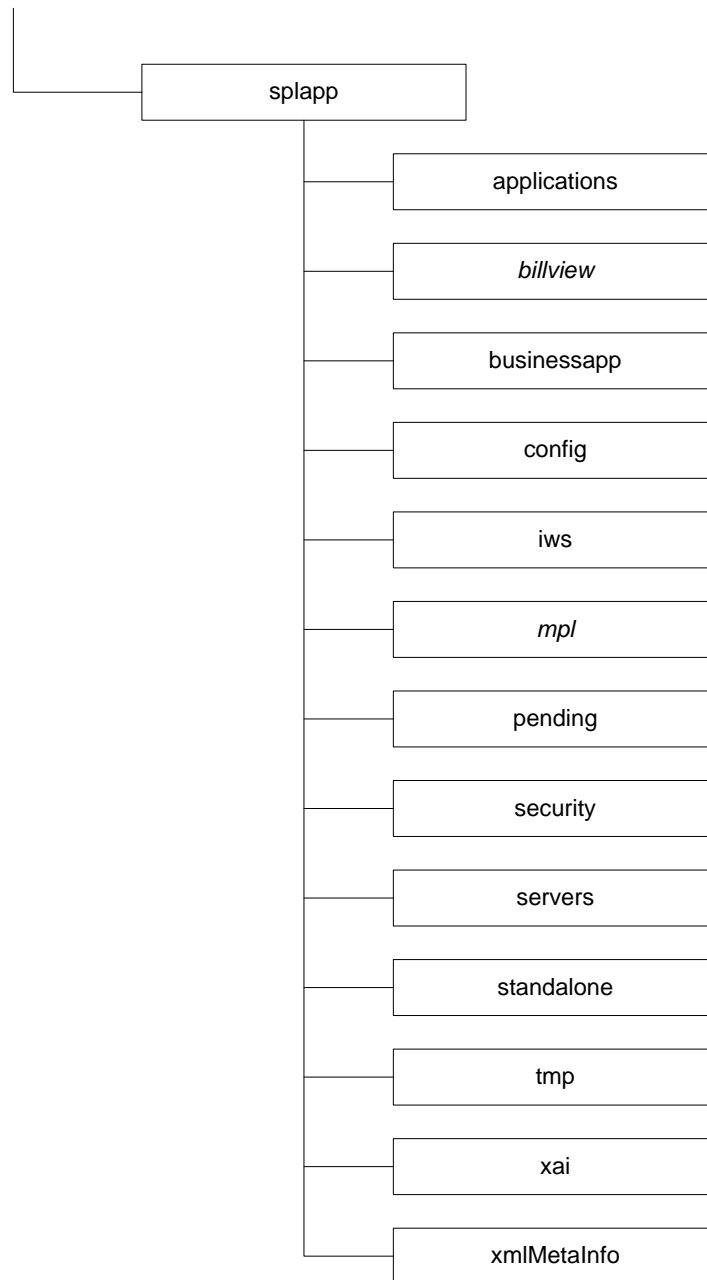 splapp
applications
billview
businessapp
config
iws
mpl
pending
security
servers
standalone
tmp
xai
xmlMetaInfo